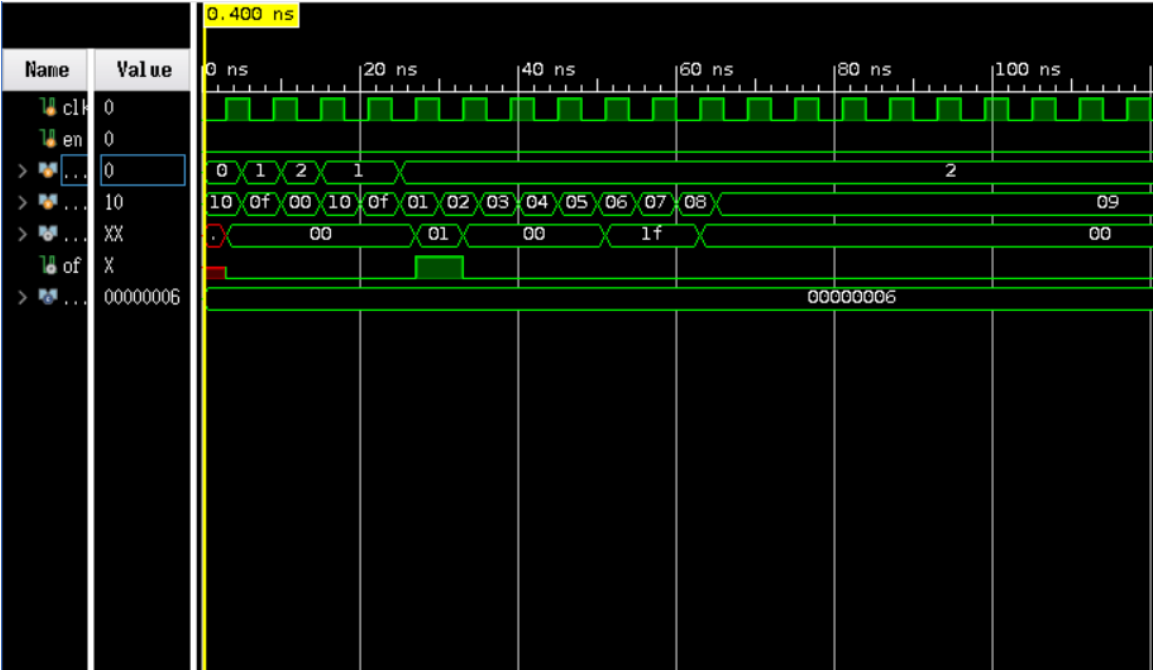 0.400 ns
Name Value 0 ns 20 ns 40 ns 60 ns 80 ns 100 ns
clk 0
en 0
... 0 0 1 2 1 2
... 10 10 0f 00 10 0f 01 02 03 04 05 06 07 08 09
... XX . 00 01 00 1f 00
of X
... 00000006 00000006